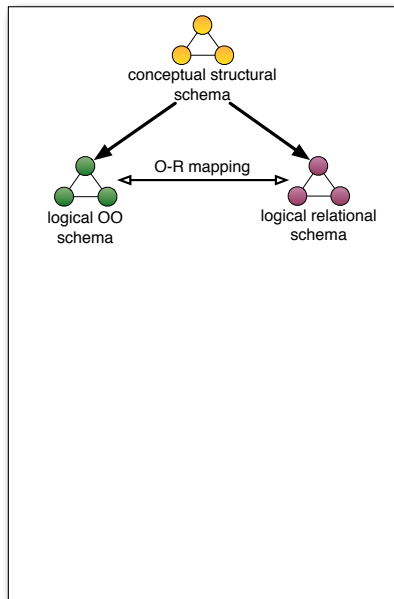 conceptual structural
schema
O-R mapping
logical OO
schema
logical relational
schema